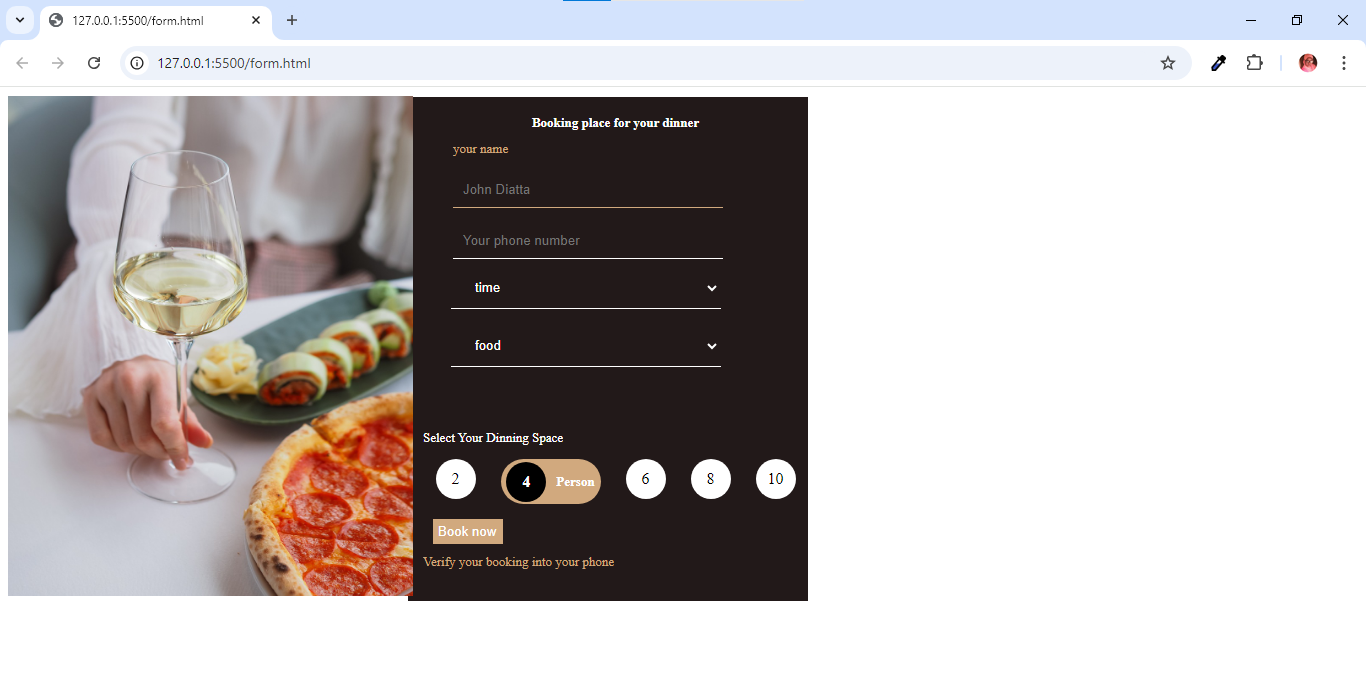 127.0.0.1:5500/form.html
127.0.0.1:5500/form.html
Booking place for your dinner
your name
John Diatta
Your phone number
time
food
Select Your Dinning Space
2 4 Person 6 8 10
Book now
Verify your booking into your phone